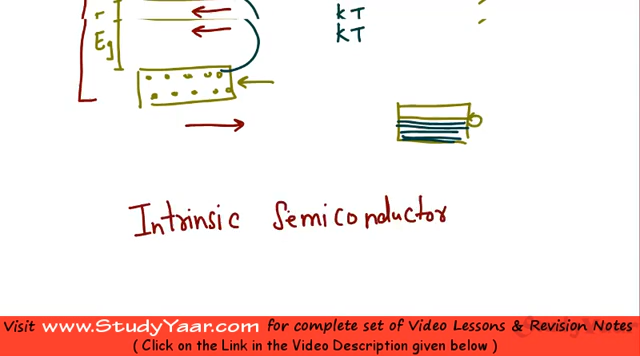 r
kT
Eg
kT
Intrinsic Semiconductor
Visit www.StudyYaar.com for complete set of Video Lessons & Revision Notes
( Click on the Link in the Video Description given below )